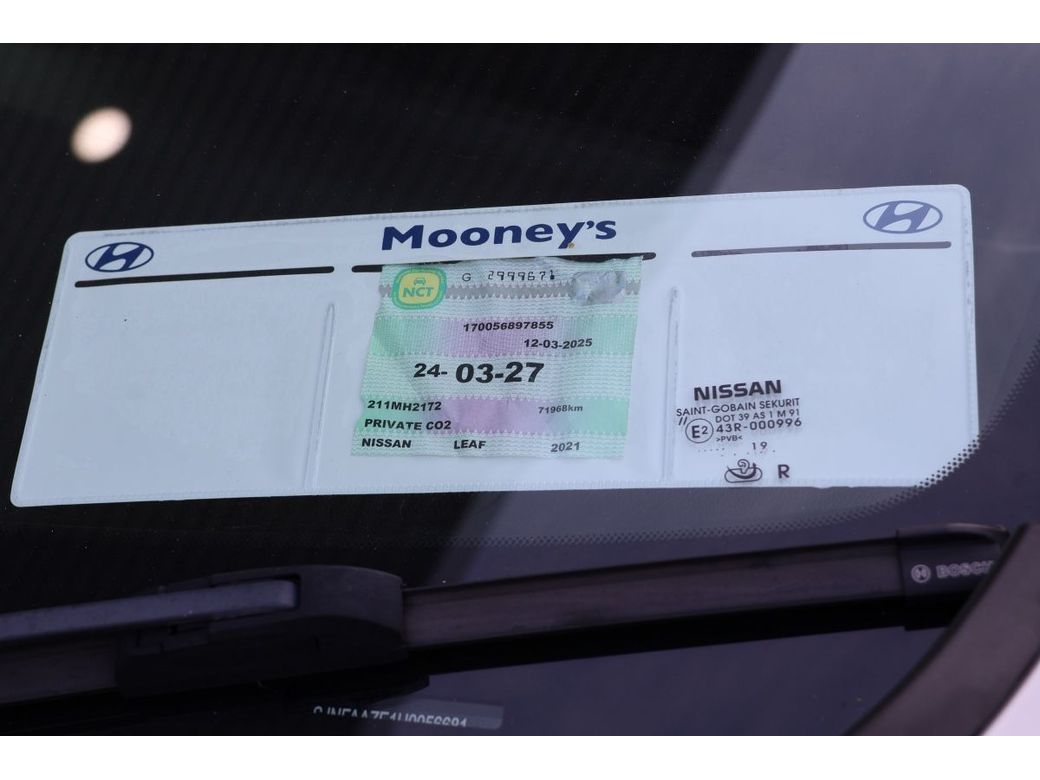 Mooney's
NCT
G 2999671
170056897855
12-03-2025
24- 03-27
211MH2172
71968km
PRIVATE CO2
NISSAN LEAF 2021
NISSAN
SAINT-GOBAIN SEKURIT
DOT 39 AS 1 M 91
E2 43R-000996
>PVB<
19
R
BOSCH